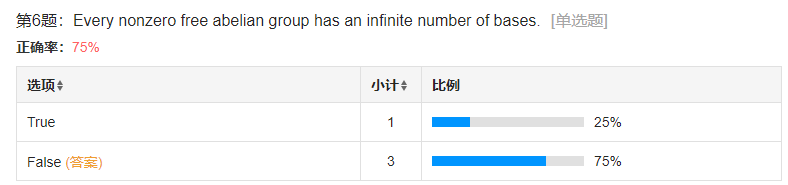 第6题：Every nonzero free abelian group has an infinite number of bases. [单选题]
正确率：75%
选项 小计 比例
True 1 25%
False (答案) 3 75%